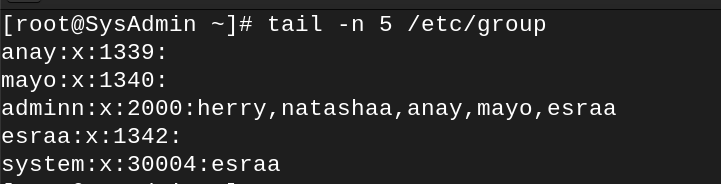 [root@SysAdmin ~]# tail -n 5 /etc/group
anay:x:1339:
mayo:x:1340:
adminn:x:2000:herry,natashaa,anay,mayo,esraa
esraa:x:1342:
system:x:30004:esraa